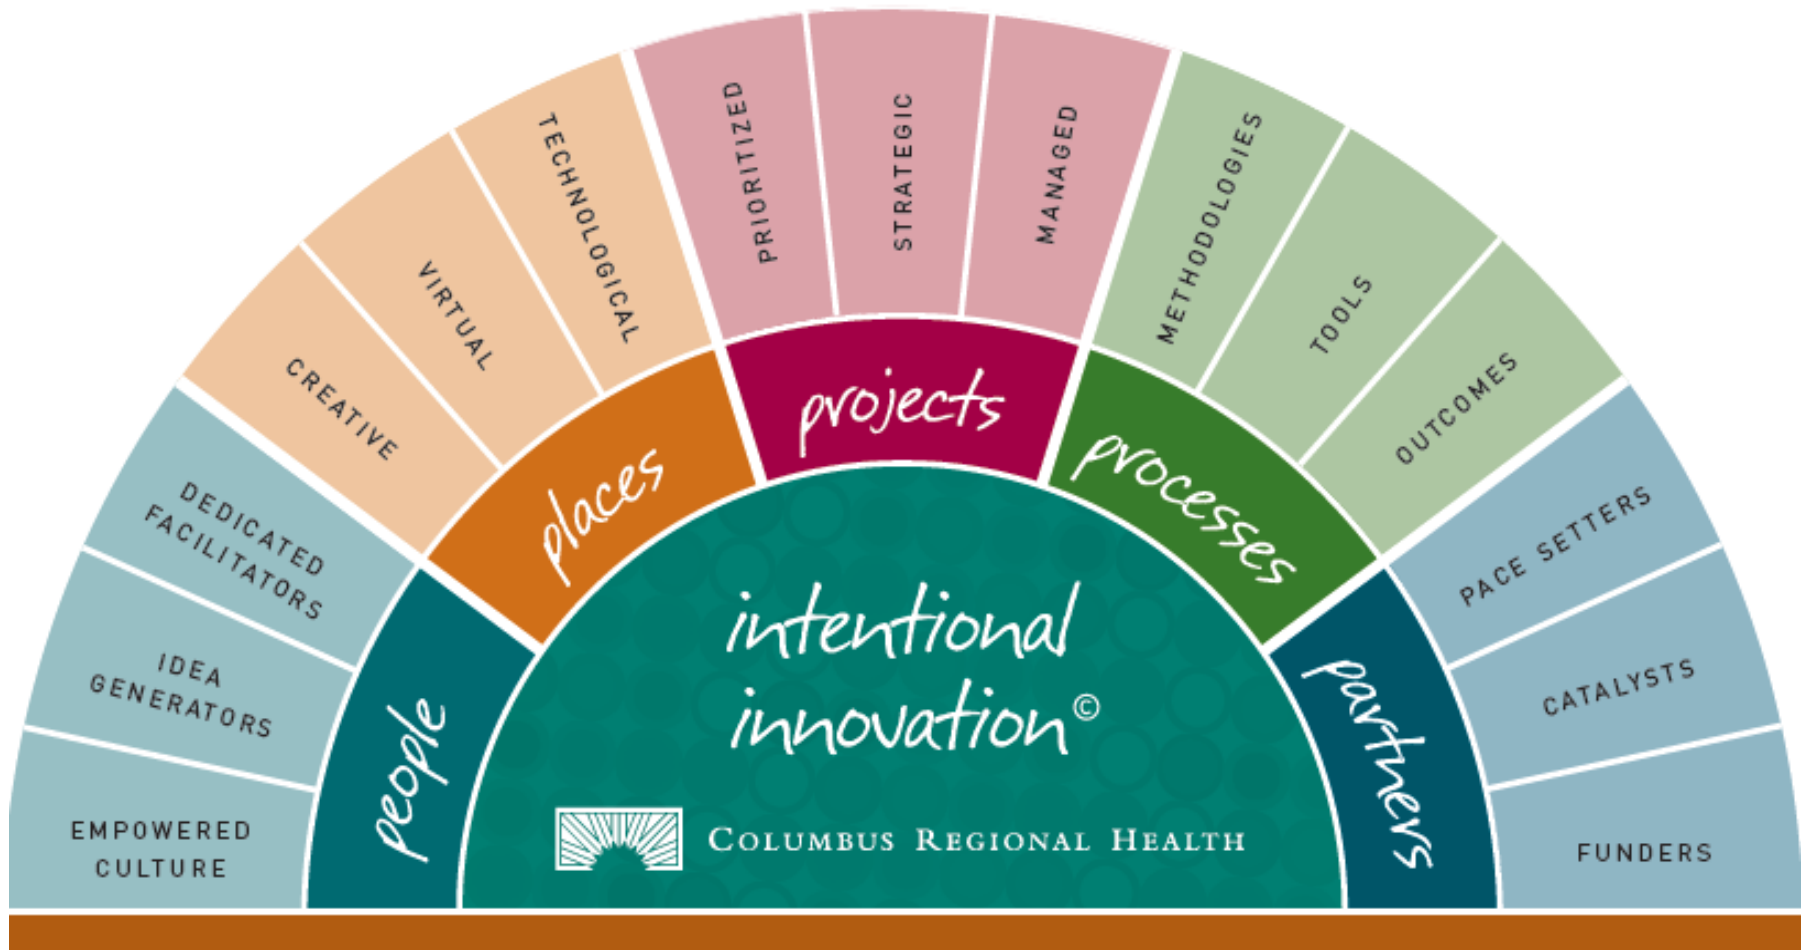 EMPOWERED
CULTURE
IDEA
GENERATORS
DEDICATED
FACILITATORS
people
CREATIVE
VIRTUAL
TECHNOLOGICAL
places
PRIORITIZED
STRATEGIC
MANAGED
projects
METHODOLOGIES
TOOLS
OUTCOMES
processes
PACE SETTERS
CATALYSTS
FUNDERS
partners
intentional
innovation©
COLUMBUS REGIONAL HEALTH